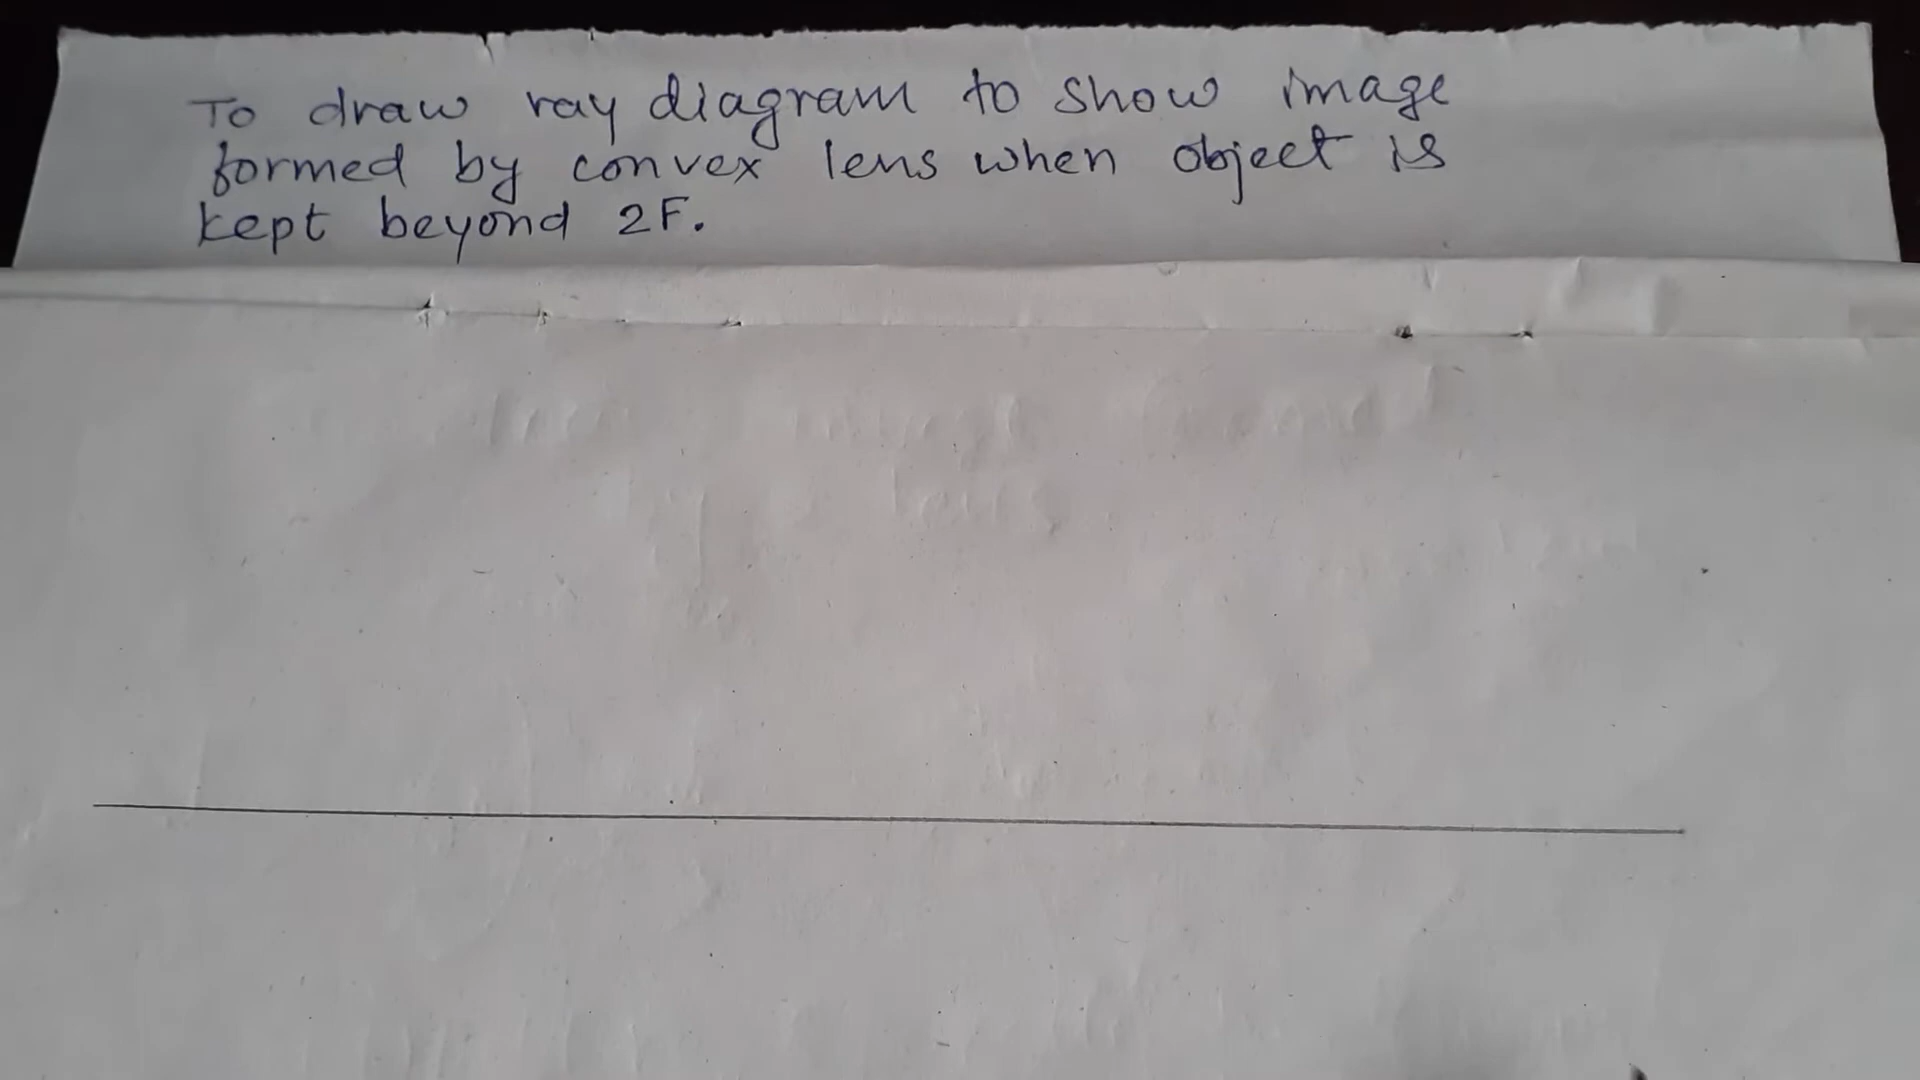 To draw ray diagram to show image
formed by convex lens when object is
kept beyond 2F.